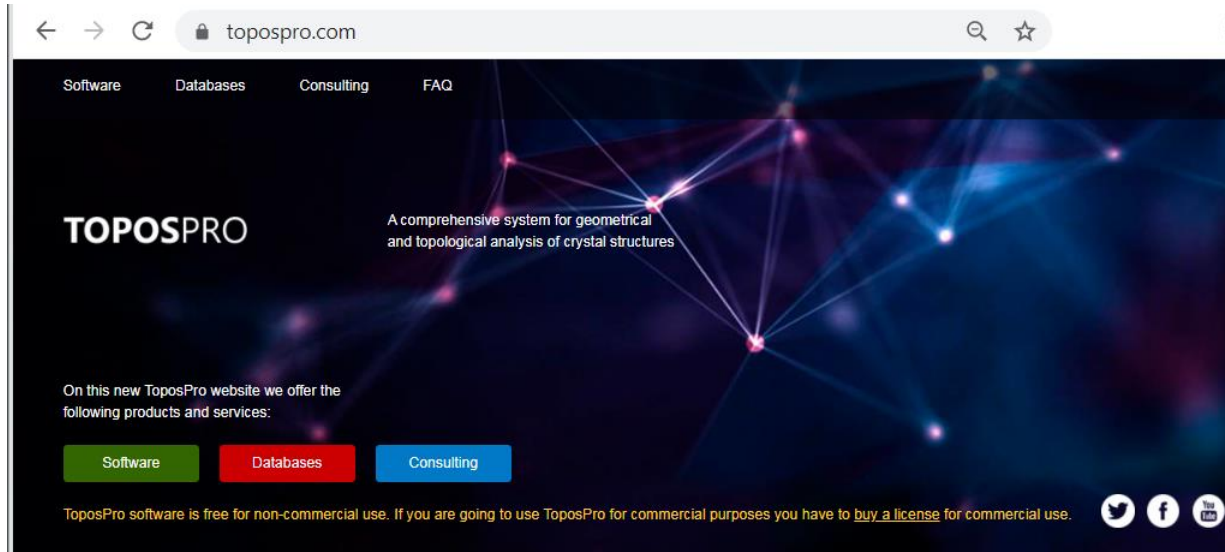 topospro.com
Software Databases Consulting FAQ
TOPOSPRO
A comprehensive system for geometrical
and topological analysis of crystal structures
On this new ToposPro website we offer the
following products and services:
Software Databases Consulting
ToposPro software is free for non-commercial use. If you are going to use ToposPro for commercial purposes you have to buy a license for commercial use.
You
Tube